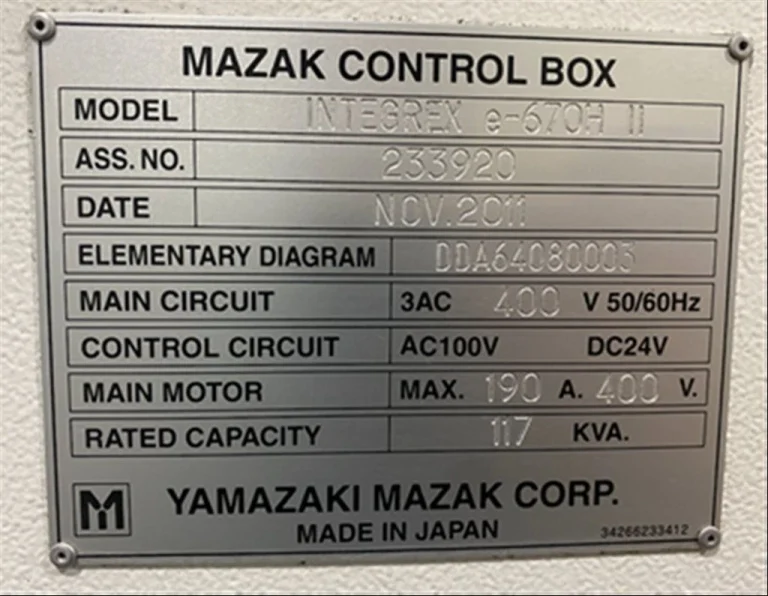 MAZAK CONTROL BOX
MODEL INTEGREX e-670H II
ASS. NO. 233920
DATE NOV.2011
ELEMENTARY DIAGRAM DDA64080003
MAIN CIRCUIT 3AC 400 V 50/60Hz
CONTROL CIRCUIT AC100V DC24V
MAIN MOTOR MAX. 190 A. 400 V.
RATED CAPACITY 117 KVA.
M YAMAZAKI MAZAK CORP.
MADE IN JAPAN 34266233412